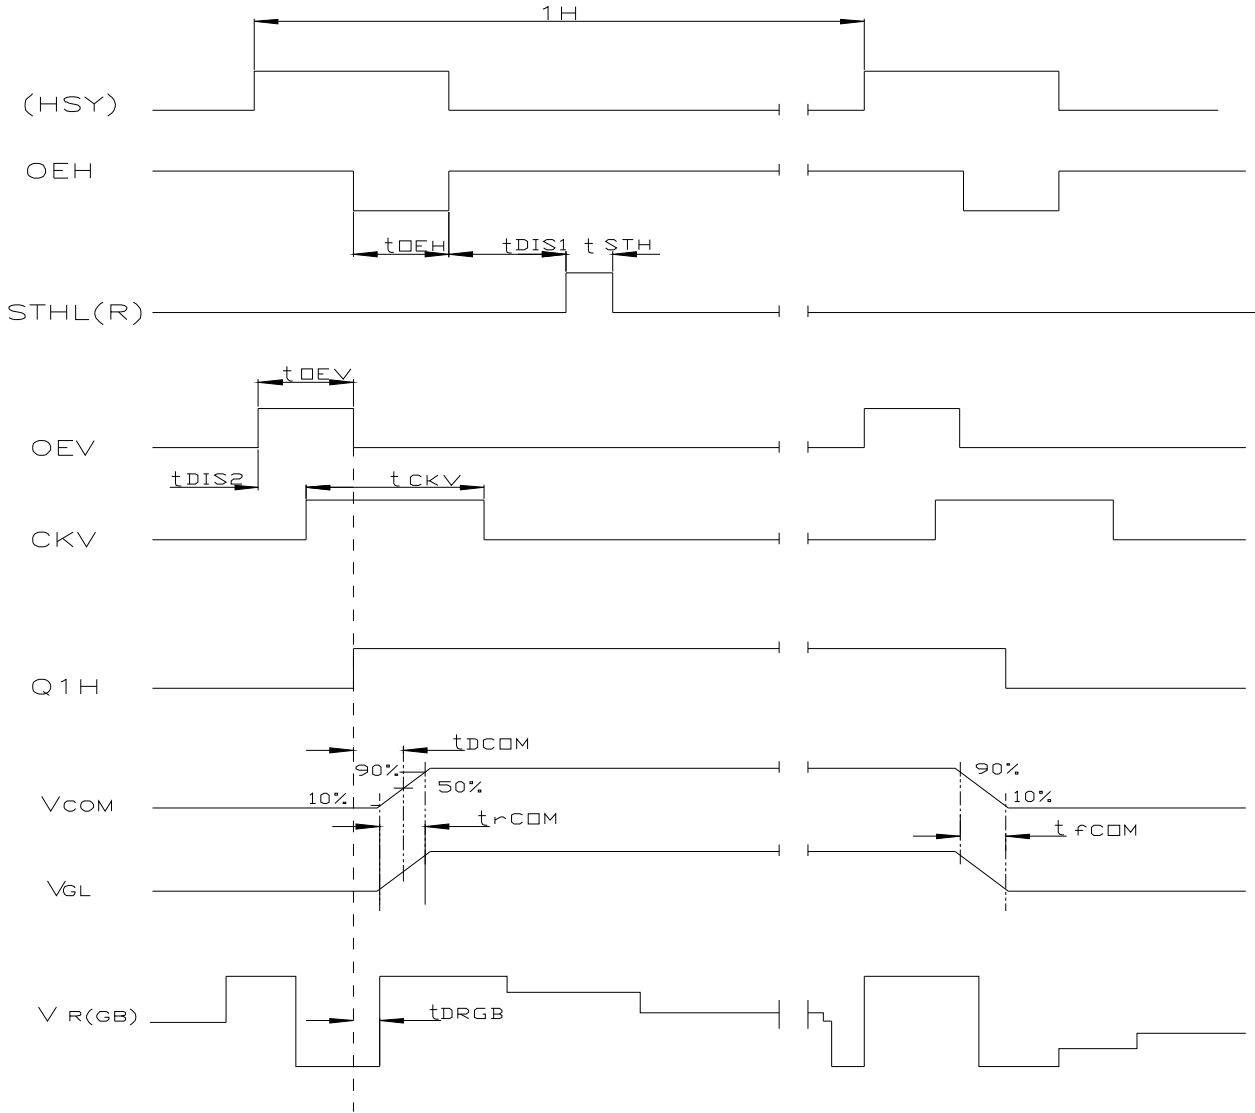 1H
(HSY)
OEH
tOEH
tDIS1
t STH
STHL(R)
tOEV
OEV
tDIS2
tCKV
CKV
Q1H
tDCOM
90%
50%
90%
10%
10%
VCOM
trCOM
t fCOM
VGL
V R(GB)
tDRGB